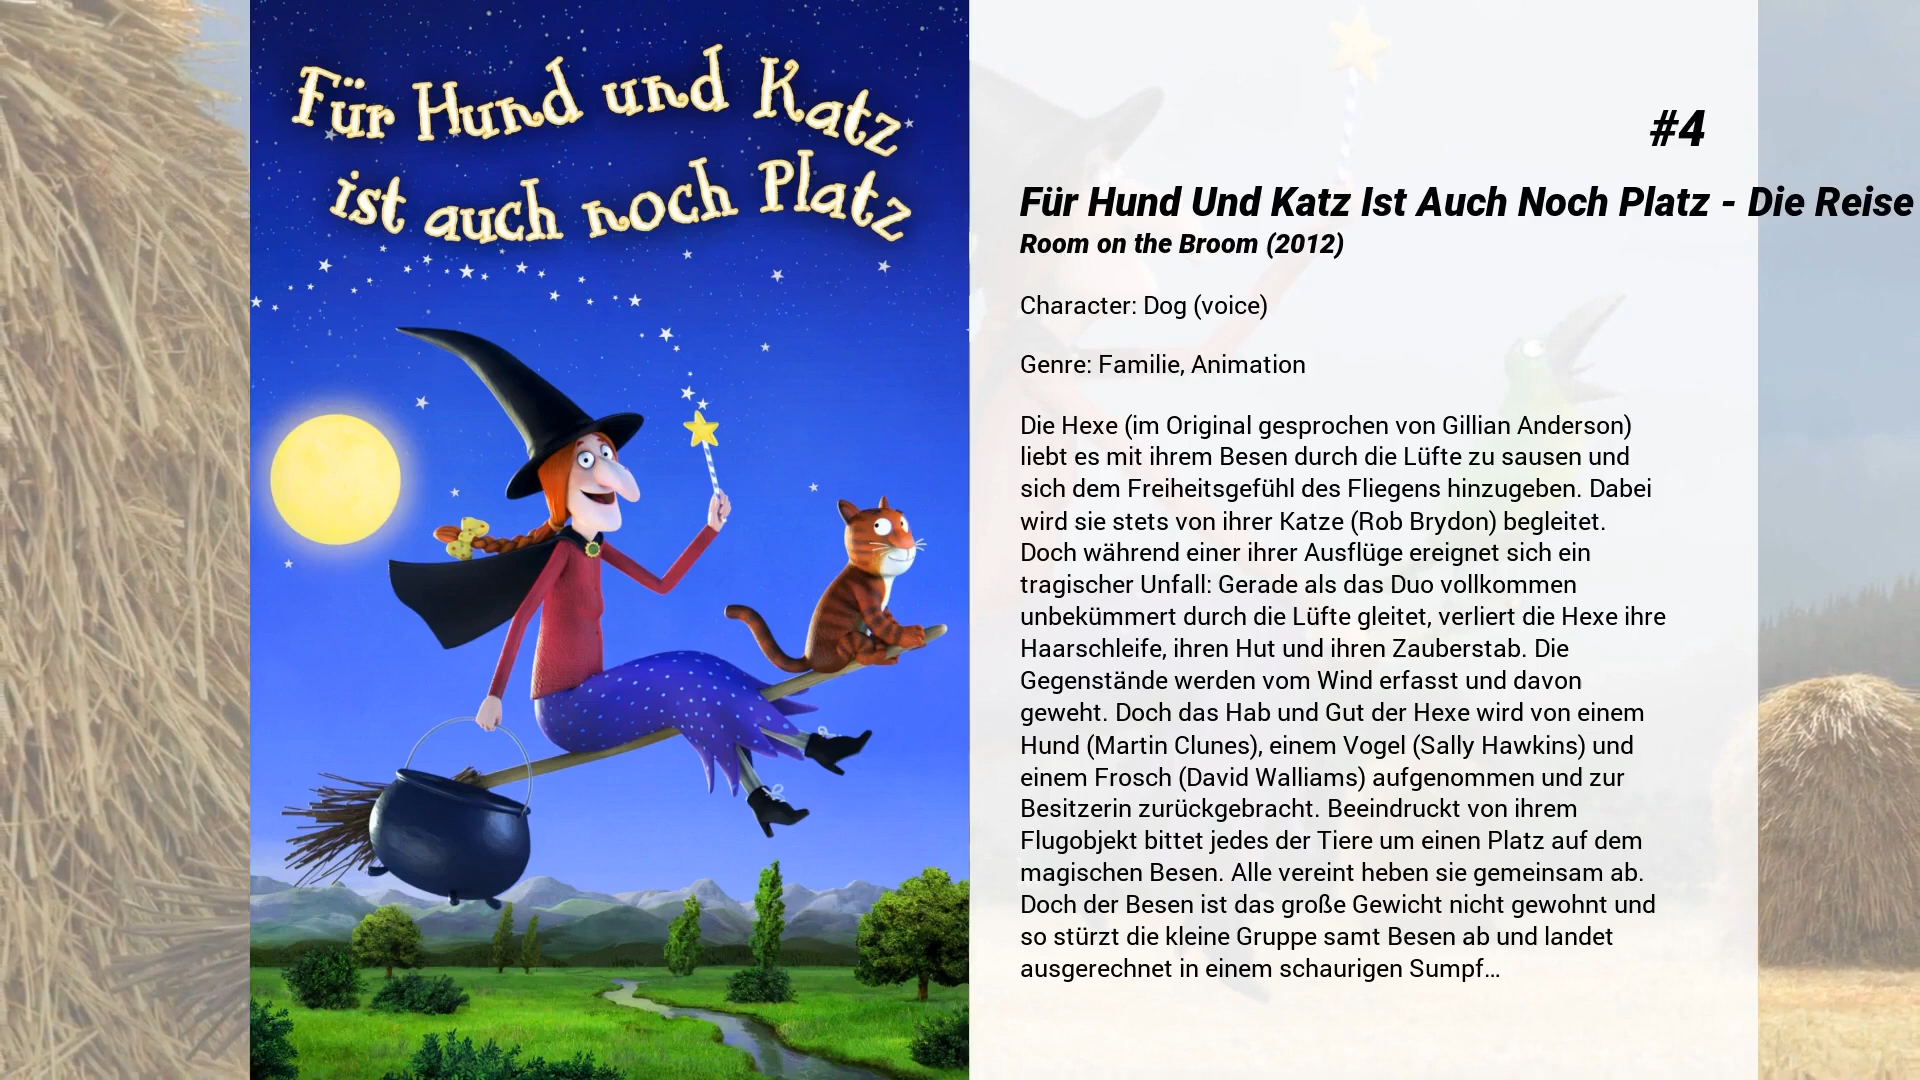 Für Hund und Katz
ist auch noch Platz
#4
Für Hund Und Katz Ist Auch Noch Platz - Die Reise
Room on the Broom (2012)
Character: Dog (voice)
Genre: Familie, Animation
Die Hexe (im Original gesprochen von Gillian Anderson)
liebt es mit ihrem Besen durch die Lüfte zu sausen und
sich dem Freiheitsgefühl des Fliegens hinzugeben. Dabei
wird sie stets von ihrer Katze (Rob Brydon) begleitet.
Doch während einer ihrer Ausflüge ereignet sich ein
tragischer Unfall: Gerade als das Duo vollkommen
unbekümmert durch die Lüfte gleitet, verliert die Hexe ihre
Haarschleife, ihren Hut und ihren Zauberstab. Die
Gegenstände werden vom Wind erfasst und davon
geweht. Doch das Hab und Gut der Hexe wird von einem
Hund (Martin Clunes), einem Vogel (Sally Hawkins) und
einem Frosch (David Walliams) aufgenommen und zur
Besitzerin zurückgebracht. Beeindruckt von ihrem
Flugobjekt bittet jedes der Tiere um einen Platz auf dem
magischen Besen. Alle vereint heben sie gemeinsam ab.
Doch der Besen ist das große Gewicht nicht gewohnt und
so stürzt die kleine Gruppe samt Besen ab und landet
ausgerechnet in einem schaurigen Sumpf…